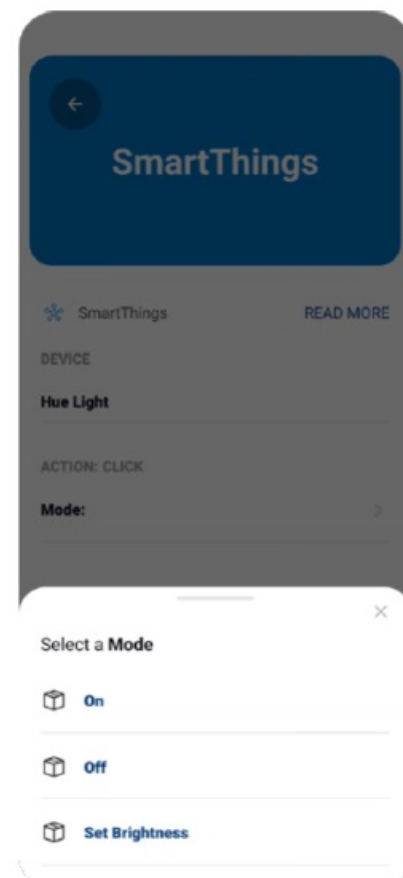 SmartThings
SmartThings READ MORE
DEVICE
Hue Light
ACTION: CLICK
Mode:
Select a Mode
On
Off
Set Brightness